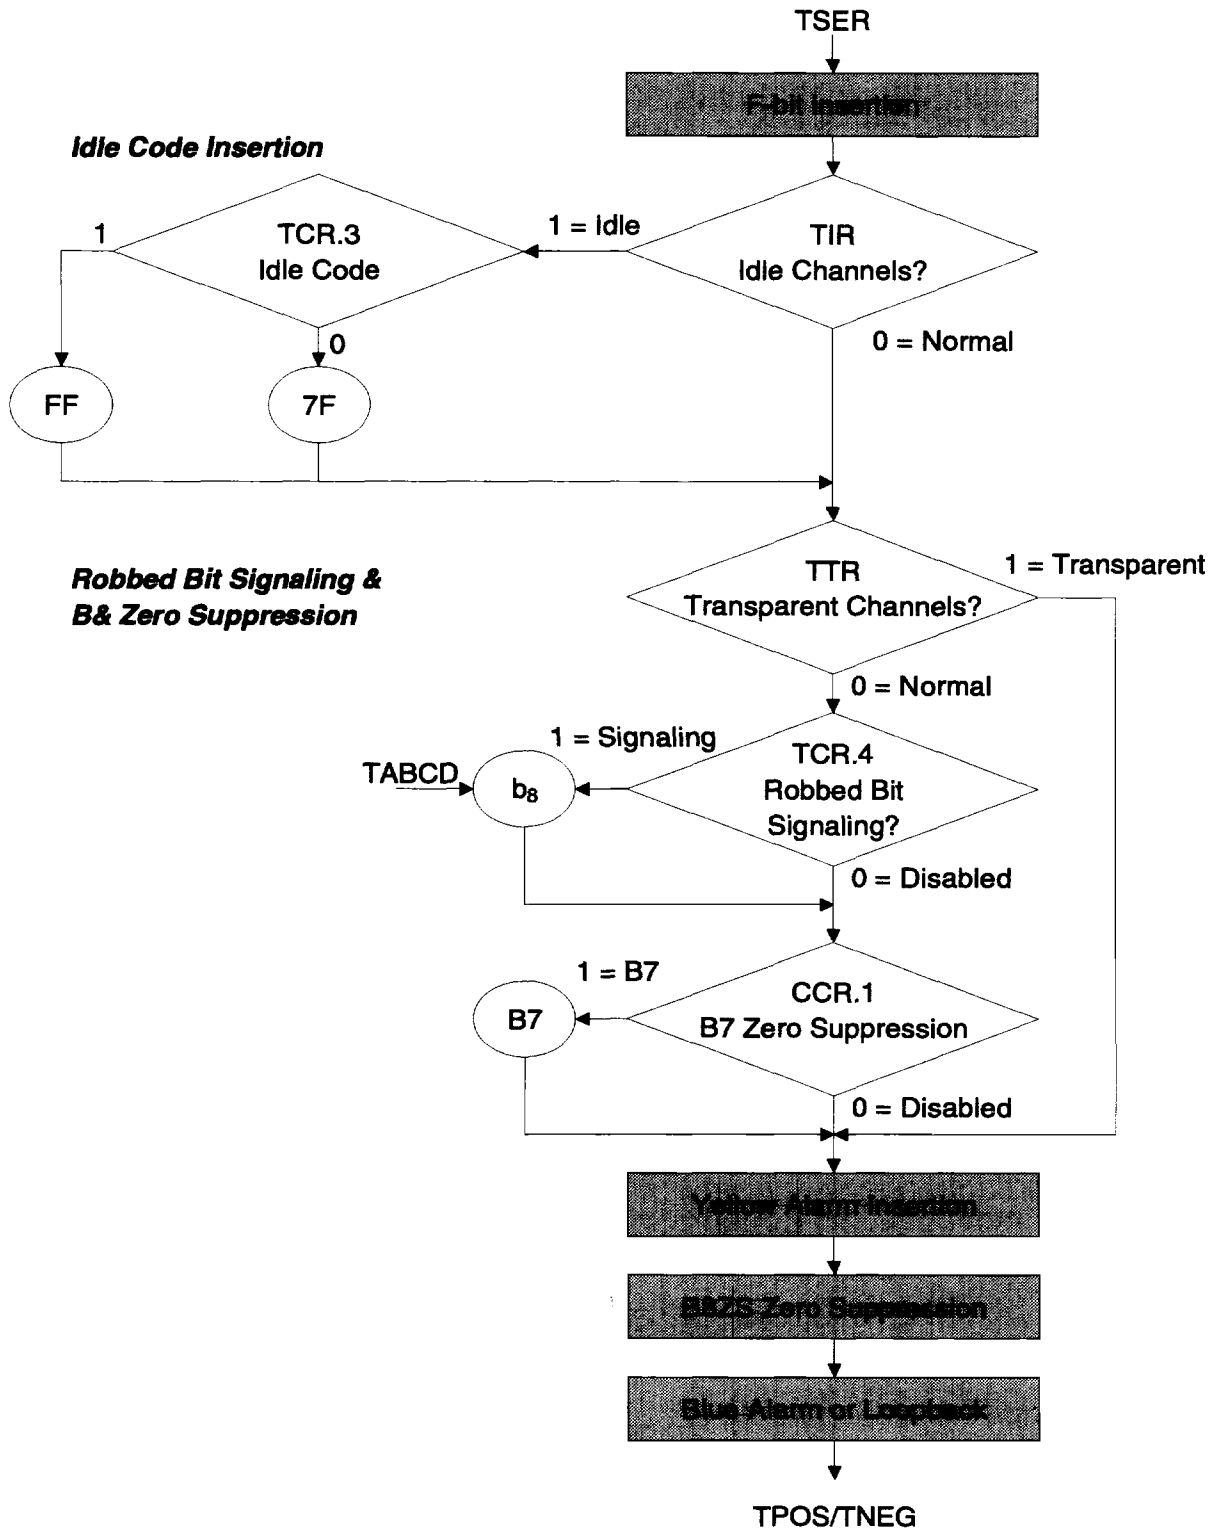 TSER
F-bit Insertion
Idle Code Insertion
1
TCR.3
Idle Code
1 = Idle
TIR
Idle Channels?
0
0 = Normal
FF
7F
Robbed Bit Signaling &
B& Zero Suppression
TTR
Transparent Channels?
1 = Transparent
0 = Normal
1 = Signaling
TCR.4
Robbed Bit
Signaling?
TABCD
b8
0 = Disabled
1 = B7
CCR.1
B7 Zero Suppression
B7
0 = Disabled
Yellow Alarm Insertion
B8ZS Zero Suppression
Blue Alarm or Loopback
TPOS/TNEG